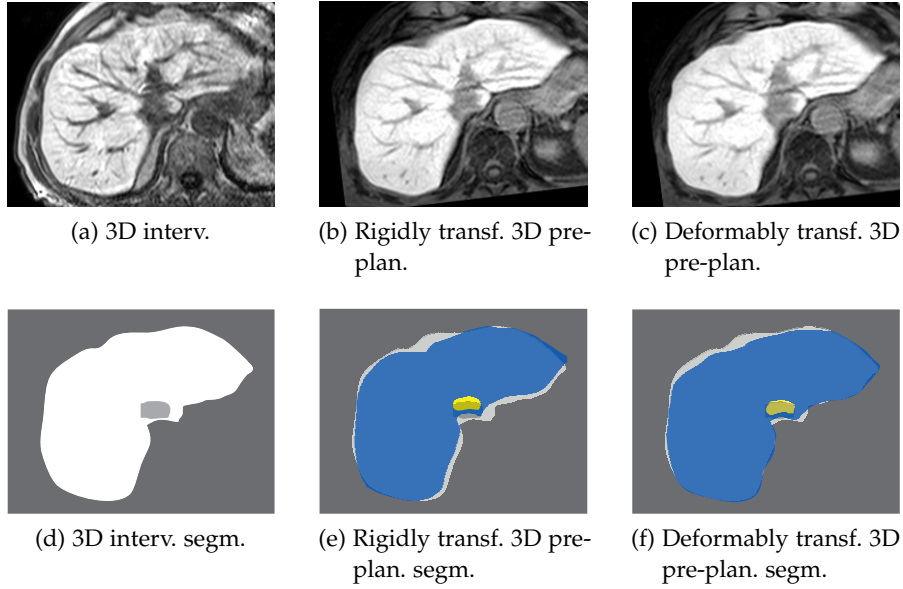 (a) 3D interv.
(b) Rigidly transf. 3D pre-
plan.
(c) Deformably transf. 3D
pre-plan.
(d) 3D interv. segm.
(e) Rigidly transf. 3D pre-
plan. segm.
(f) Deformably transf. 3D
pre-plan. segm.